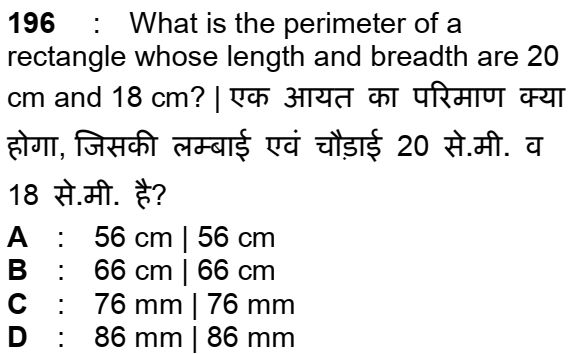 196 : What is the perimeter of a
rectangle whose length and breadth are 20
cm and 18 cm? | एक आयत का परिमाण क्या
होगा, जिसकी लम्बाई एवं चौड़ाई 20 से.मी. व
18 से.मी. है?
A : 56 cm | 56 cm
B : 66 cm | 66 cm
C : 76 mm | 76 mm
D : 86 mm | 86 mm